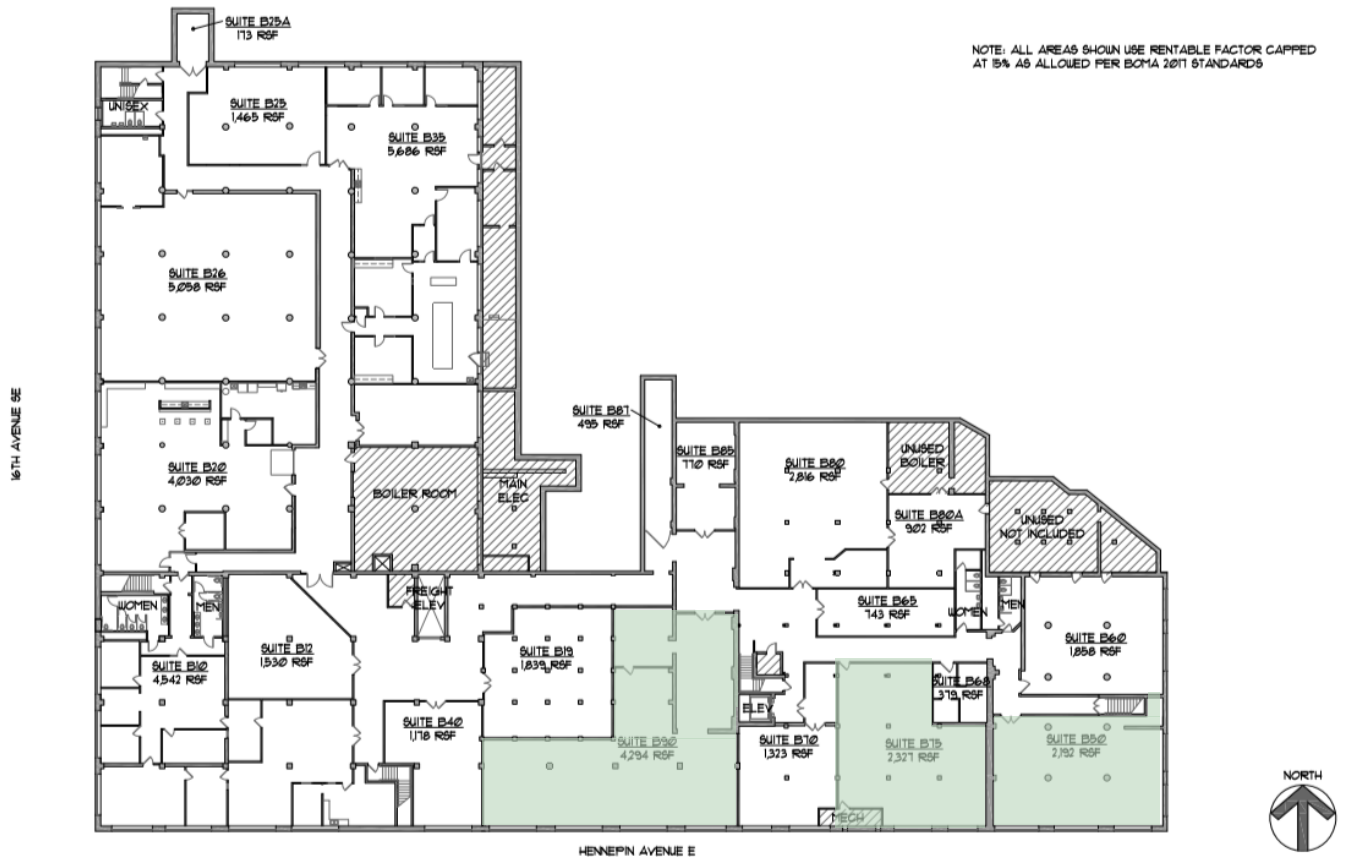 SUITE B25A
173 RSF
NOTE: ALL AREAS SHOWN USE RENTABLE FACTOR CAPPED
AT 15% AS ALLOWED PER BOMA 2017 STANDARDS
UNISEX
SUITE B25
1,465 RSF
SUITE B35
5,686 RSF
SUITE B26
5,058 RSF
16TH AVENUE SE
SUITE B87
495 RSF
SUITE B85
770 RSF
SUITE B80
2,816 RSF
UNUSED
BOILER
SUITE B20
4,030 RSF
BOILER ROOM
MAIN
ELEC
SUITE B80A
902 RSF
UNUSED
NOT INCLUDED
WOMEN
MEN
FREIGHT
ELEV
SUITE B65
743 RSF
WOMEN
MEN
SUITE B12
1,530 RSF
SUITE B19
1,839 RSF
SUITE B60
1,858 RSF
SUITE B10
4,542 RSF
SUITE B68
379 RSF
ELEV
SUITE B40
1,178 RSF
SUITE B90
4,294 RSF
SUITE B70
1,323 RSF
SUITE B75
2,327 RSF
SUITE B50
2,192 RSF
MECH
NORTH
HENNEPIN AVENUE E